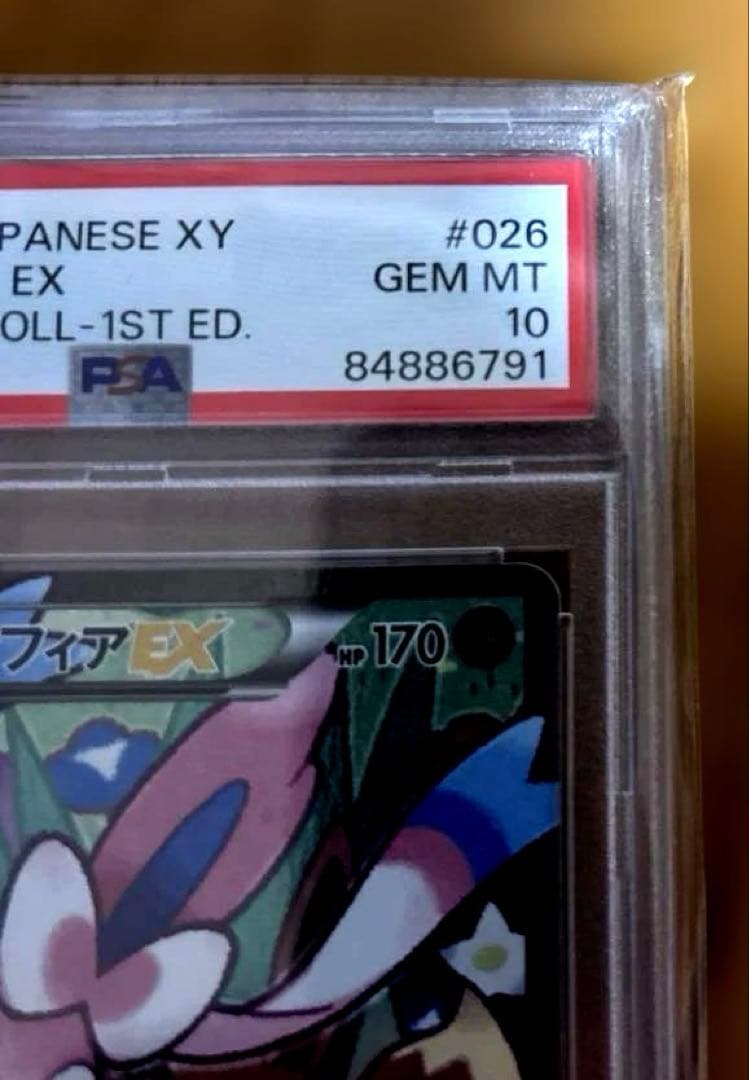 PANESE XY #026
EX GEM MT
OLL-1ST ED. 10
PSA 84886791
フィアEX HP 170